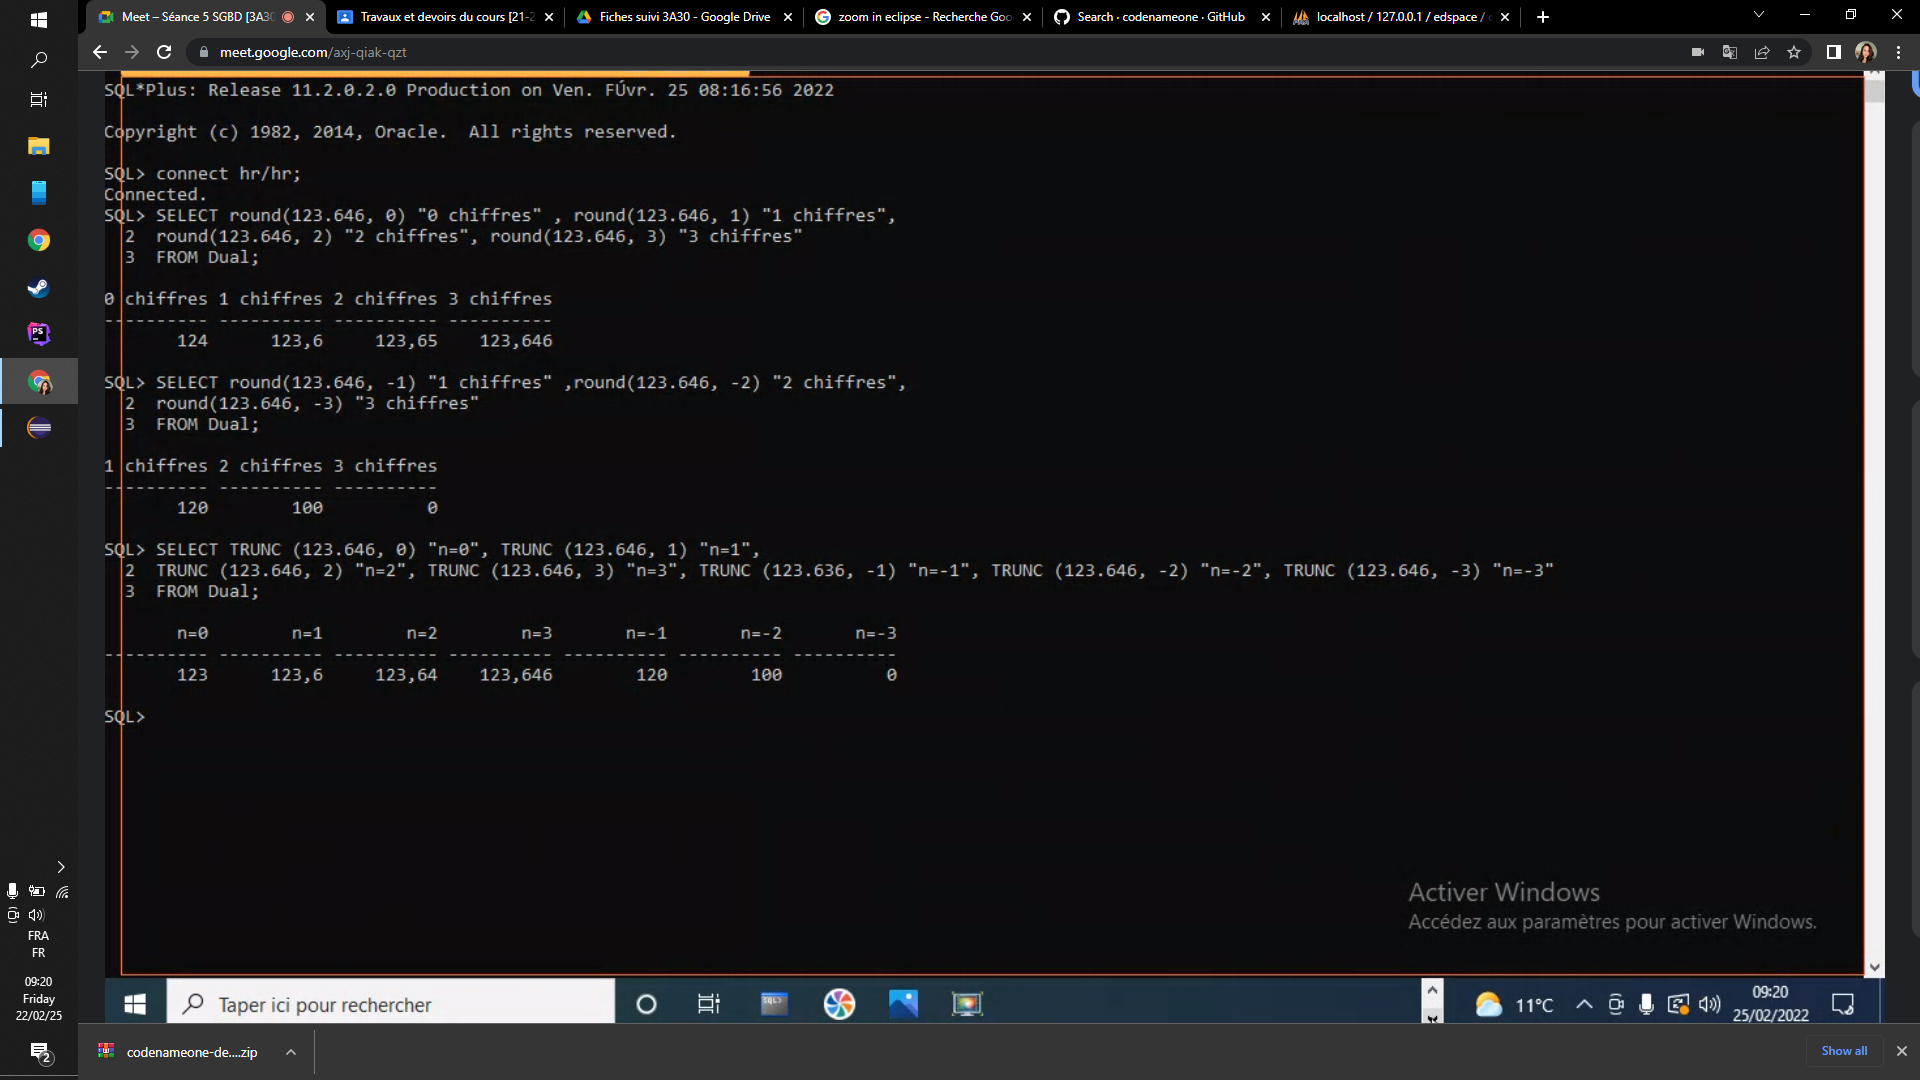 Meet – Séance 5 SGBD [3A30
Travaux et devoirs du cours [21-2
Fiches suivi 3A30 - Google Drive
zoom in eclipse - Recherche Goo
Search · codenameone · GitHub
localhost / 127.0.0.1 / edspace /
meet.google.com/axj-qiak-qzt
SQL*Plus: Release 11.2.0.2.0 Production on Ven. FÚvr. 25 08:16:56 2022
Copyright (c) 1982, 2014, Oracle.  All rights reserved.
SQL> connect hr/hr;
Connected.
SQL> SELECT round(123.646, 0) "0 chiffres" , round(123.646, 1) "1 chiffres",
  2  round(123.646, 2) "2 chiffres", round(123.646, 3) "3 chiffres"
  3  FROM Dual;
0 chiffres 1 chiffres 2 chiffres 3 chiffres
---------- ---------- ---------- ----------
       124      123,6     123,65    123,646
SQL> SELECT round(123.646, -1) "1 chiffres" ,round(123.646, -2) "2 chiffres",
  2  round(123.646, -3) "3 chiffres"
  3  FROM Dual;
1 chiffres 2 chiffres 3 chiffres
---------- ---------- ----------
       120        100          0
SQL> SELECT TRUNC (123.646, 0) "n=0", TRUNC (123.646, 1) "n=1",
  2  TRUNC (123.646, 2) "n=2", TRUNC (123.646, 3) "n=3", TRUNC (123.636, -1) "n=-1", TRUNC (123.646, -2) "n=-2", TRUNC (123.646, -3) "n=-3"
  3  FROM Dual;
       n=0        n=1        n=2        n=3       n=-1       n=-2       n=-3
---------- ---------- ---------- ---------- ---------- ---------- ----------
       123      123,6     123,64    123,646        120        100          0
SQL>
Activer Windows
Accédez aux paramètres pour activer Windows.
FRA
FR
09:20
Friday
22/02/25
2
PS
Taper ici pour rechercher
SQL>
11°C
09:20
25/02/2022
codenameone-de....zip
Show all